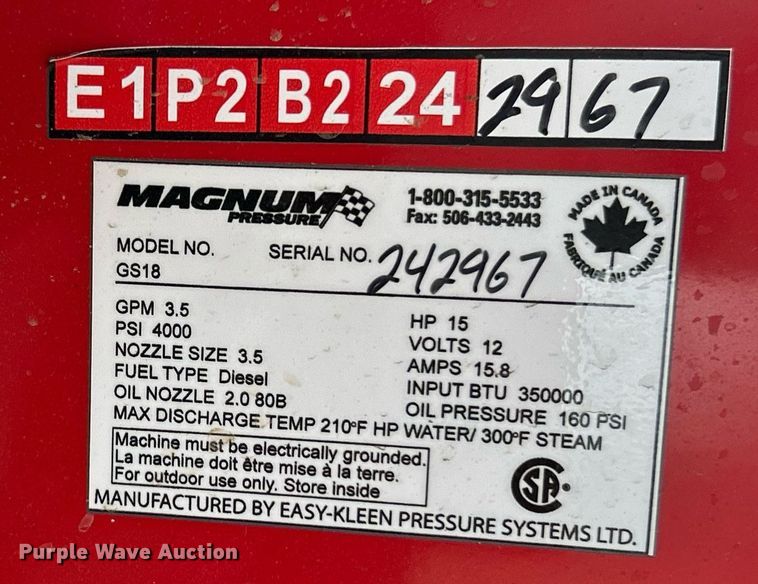 E1 P2 B2 24 29 67
MAGNUM
PRESSURE
1-800-315-5533
Fax: 506-433-2443
MADE IN CANADA
FABRIQUÉ AU CANADA
MODEL NO. SERIAL NO. 242967
GS18
GPM 3.5
PSI 4000
NOZZLE SIZE 3.5
FUEL TYPE Diesel
OIL NOZZLE 2.0 80B
HP 15
VOLTS 12
AMPS 15.8
INPUT BTU 350000
OIL PRESSURE 160 PSI
MAX DISCHARGE TEMP 210°F HP WATER/ 300°F STEAM
Machine must be electrically grounded.
La machine doit être mise à la terre.
For outdoor use only. Store inside
CSA
MANUFACTURED BY EASY-KLEEN PRESSURE SYSTEMS LTD.
Purple Wave Auction